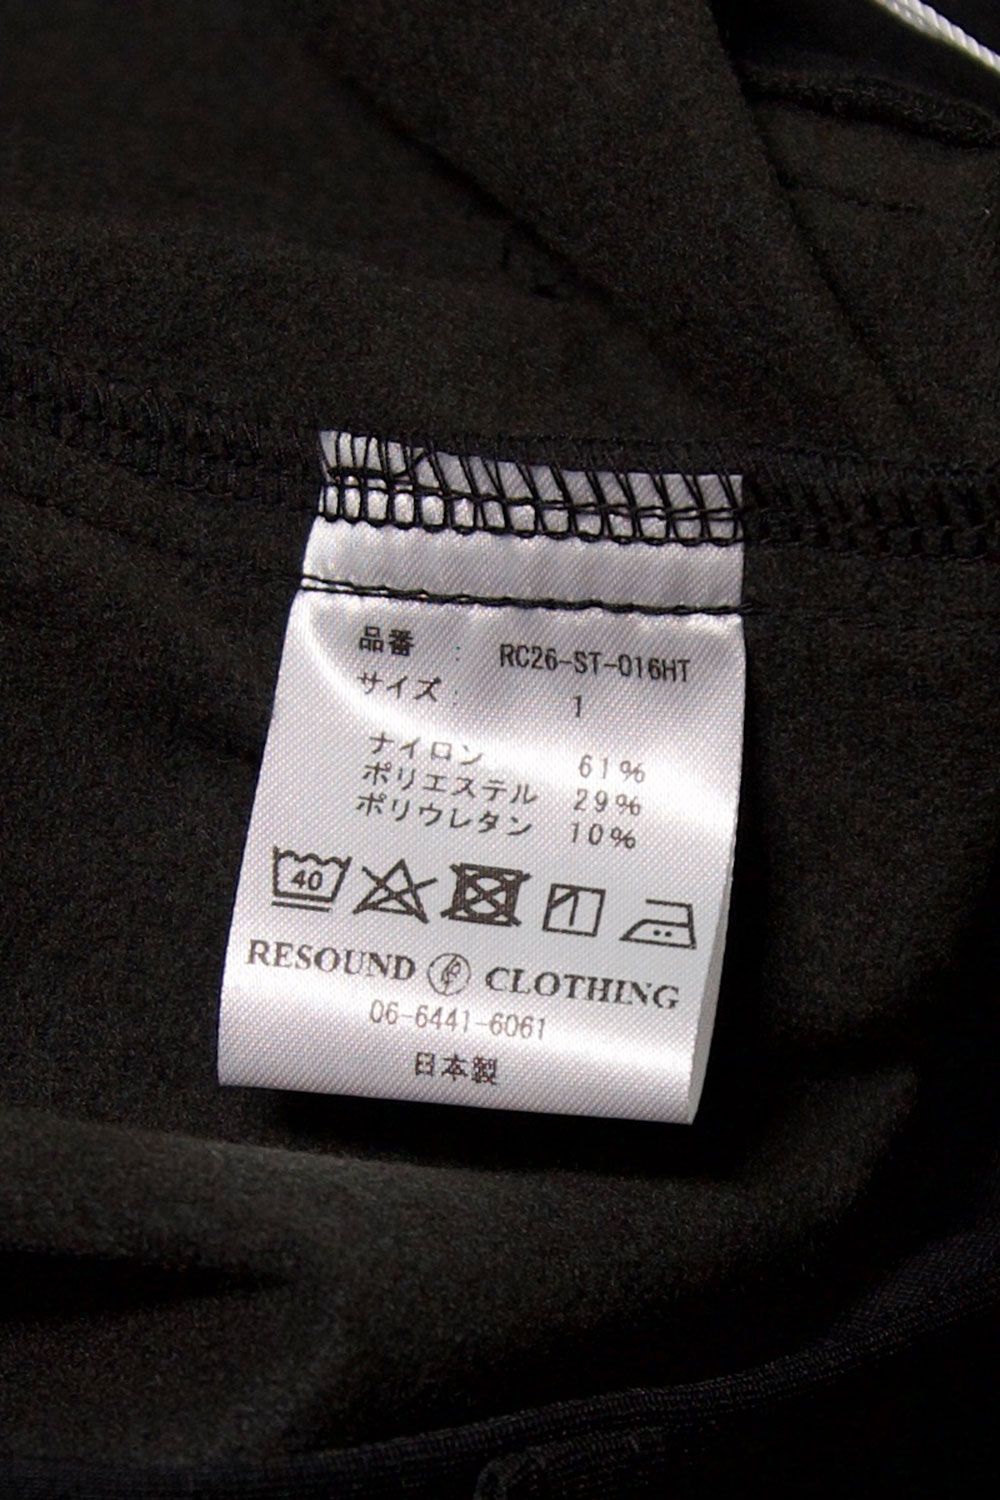 品番 : RC26-ST-016HT
サイズ : 1
ナイロン 61%
ポリエステル 29%
ポリウレタン 10%
40
RESOUND CLOTHING
06-6441-6061
日本製